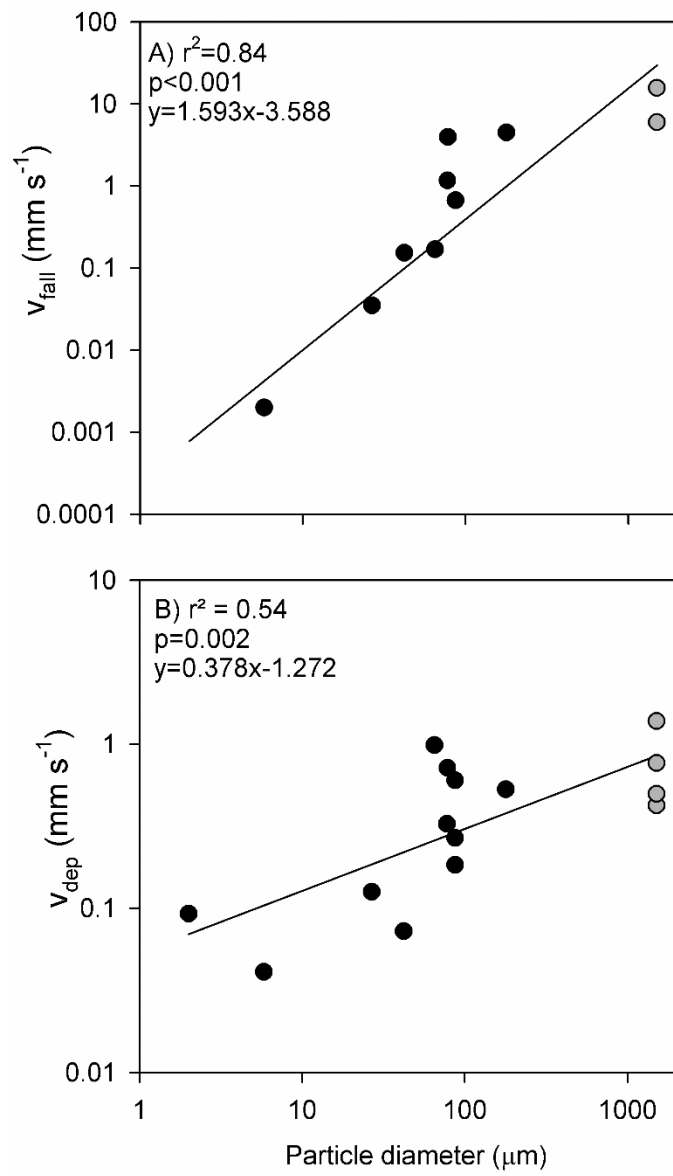 100
10
1
0.1
0.01
0.001
0.0001
v_fall (mm s⁻¹)
A) r²=0.84
p<0.001
y=1.593x-3.588
10
1
0.1
0.01
v_dep (mm s⁻¹)
B) r² = 0.54
p=0.002
y=0.378x-1.272
1 10 100 1000
Particle diameter (μm)